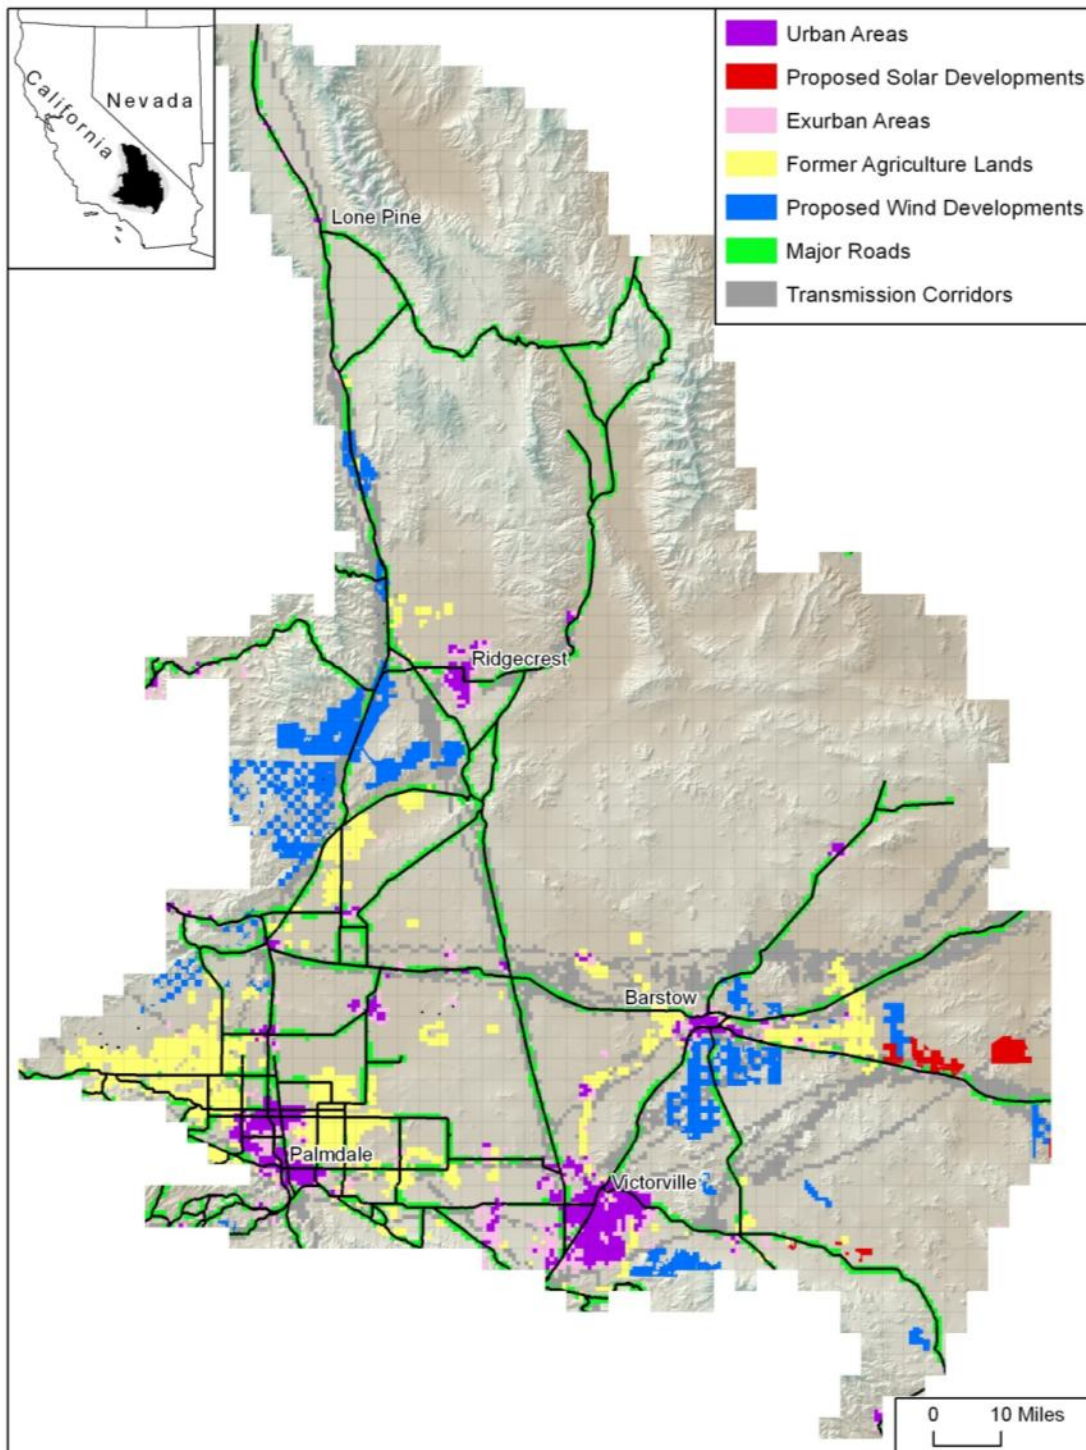 California
Nevada
Urban Areas
Proposed Solar Developments
Exurban Areas
Former Agriculture Lands
Proposed Wind Developments
Major Roads
Transmission Corridors
Lone Pine
Ridgecrest
Barstow
Palmdale
Victorville
0 10 Miles